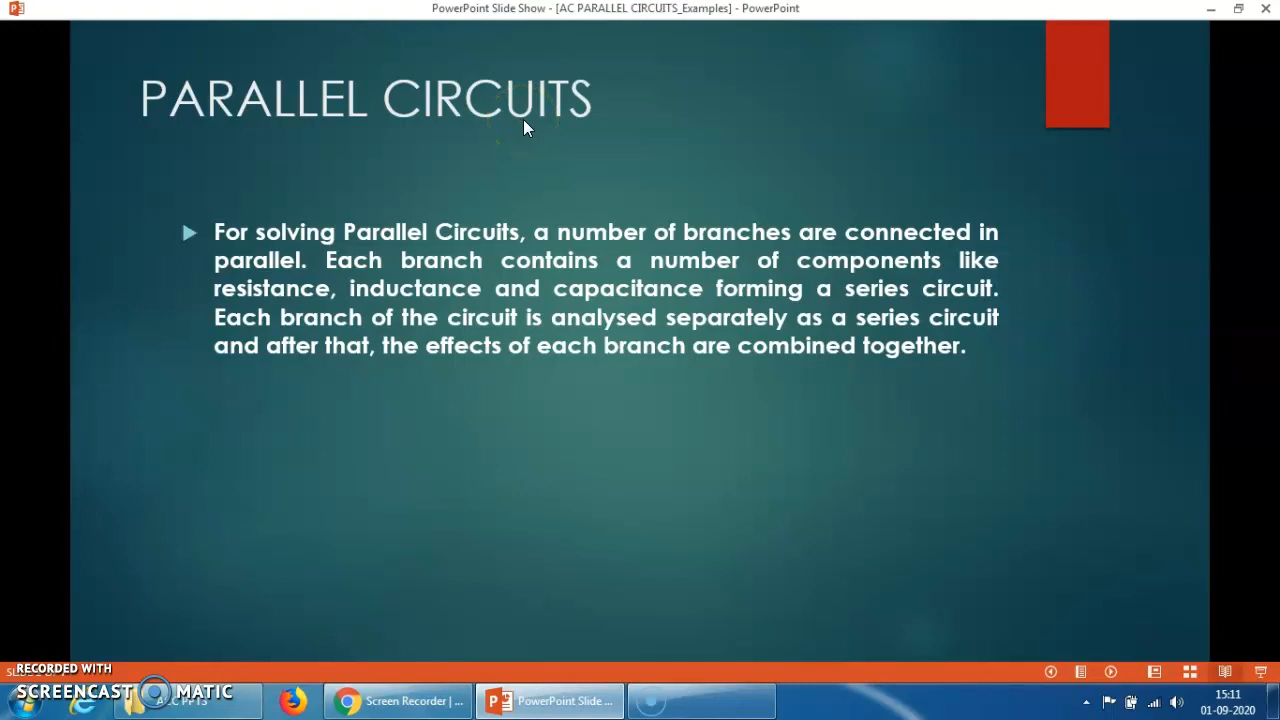 PowerPoint Slide Show - [AC PARALLEL CIRCUITS_Examples] - PowerPoint
PARALLEL CIRCUITS
For solving Parallel Circuits, a number of branches are connected in
parallel. Each branch contains a number of components like
resistance, inductance and capacitance forming a series circuit.
Each branch of the circuit is analysed separately as a series circuit
and after that, the effects of each branch are combined together.
RECORDED WITH
SCREENCAST MATIC
Screen Recorder | ...
PowerPoint Slide ...
15:11
01-09-2020